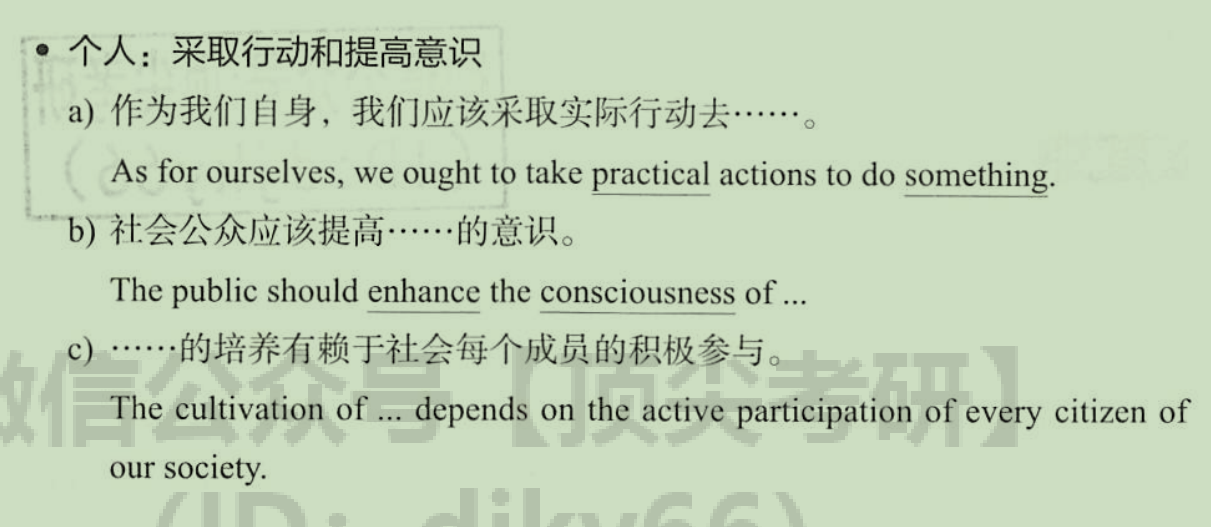 • 个人：采取行动和提高意识
a) 作为我们自身，我们应该采取实际行动去……。
As for ourselves, we ought to take practical actions to do something.
b) 社会公众应该提高……的意识。
The public should enhance the consciousness of ...
c) ……的培养有赖于社会每个成员的积极参与。
The cultivation of ... depends on the active participation of every citizen of
our society.
微信公众号【顶尖考研】
(ID: djky66)